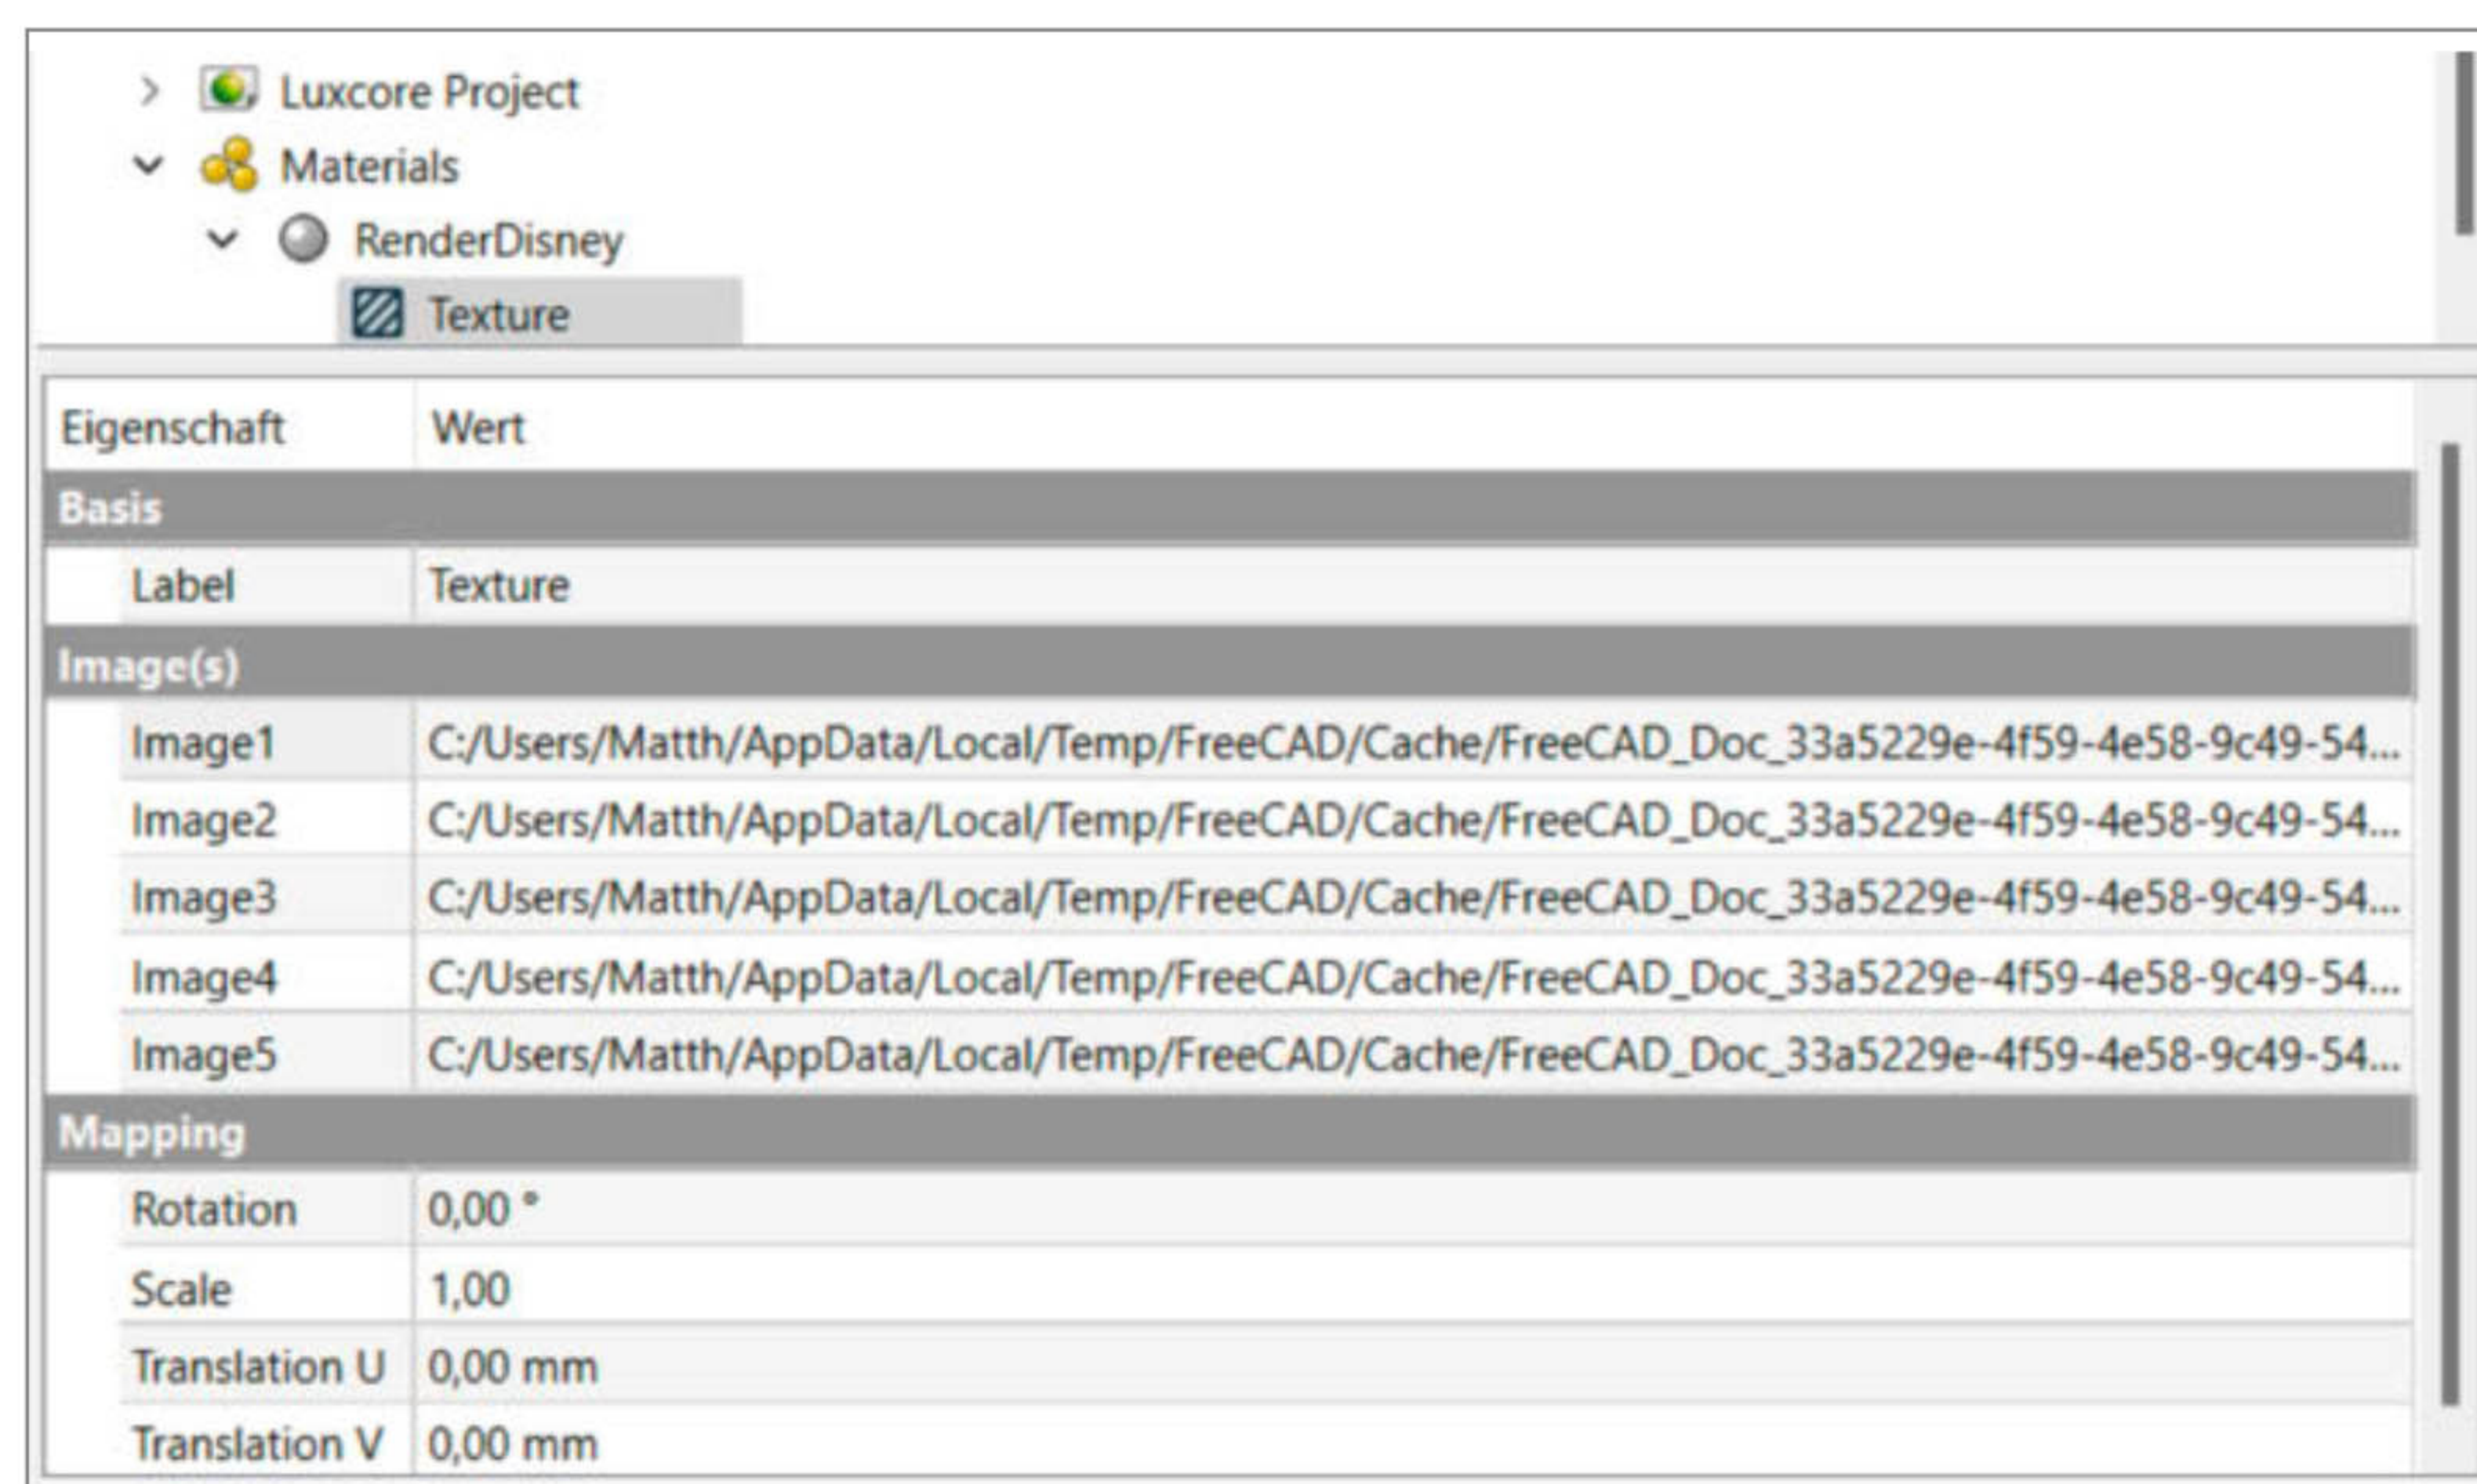 Luxcore Project
Materials
RenderDisney
Texture
Eigenschaft Wert
Basis
Label Texture
Image(s)
Image1 C:/Users/Matth/AppData/Local/Temp/FreeCAD/Cache/FreeCAD_Doc_33a5229e-4f59-4e58-9c49-54...
Image2 C:/Users/Matth/AppData/Local/Temp/FreeCAD/Cache/FreeCAD_Doc_33a5229e-4f59-4e58-9c49-54...
Image3 C:/Users/Matth/AppData/Local/Temp/FreeCAD/Cache/FreeCAD_Doc_33a5229e-4f59-4e58-9c49-54...
Image4 C:/Users/Matth/AppData/Local/Temp/FreeCAD/Cache/FreeCAD_Doc_33a5229e-4f59-4e58-9c49-54...
Image5 C:/Users/Matth/AppData/Local/Temp/FreeCAD/Cache/FreeCAD_Doc_33a5229e-4f59-4e58-9c49-54...
Mapping
Rotation 0,00 °
Scale 1,00
Translation U 0,00 mm
Translation V 0,00 mm